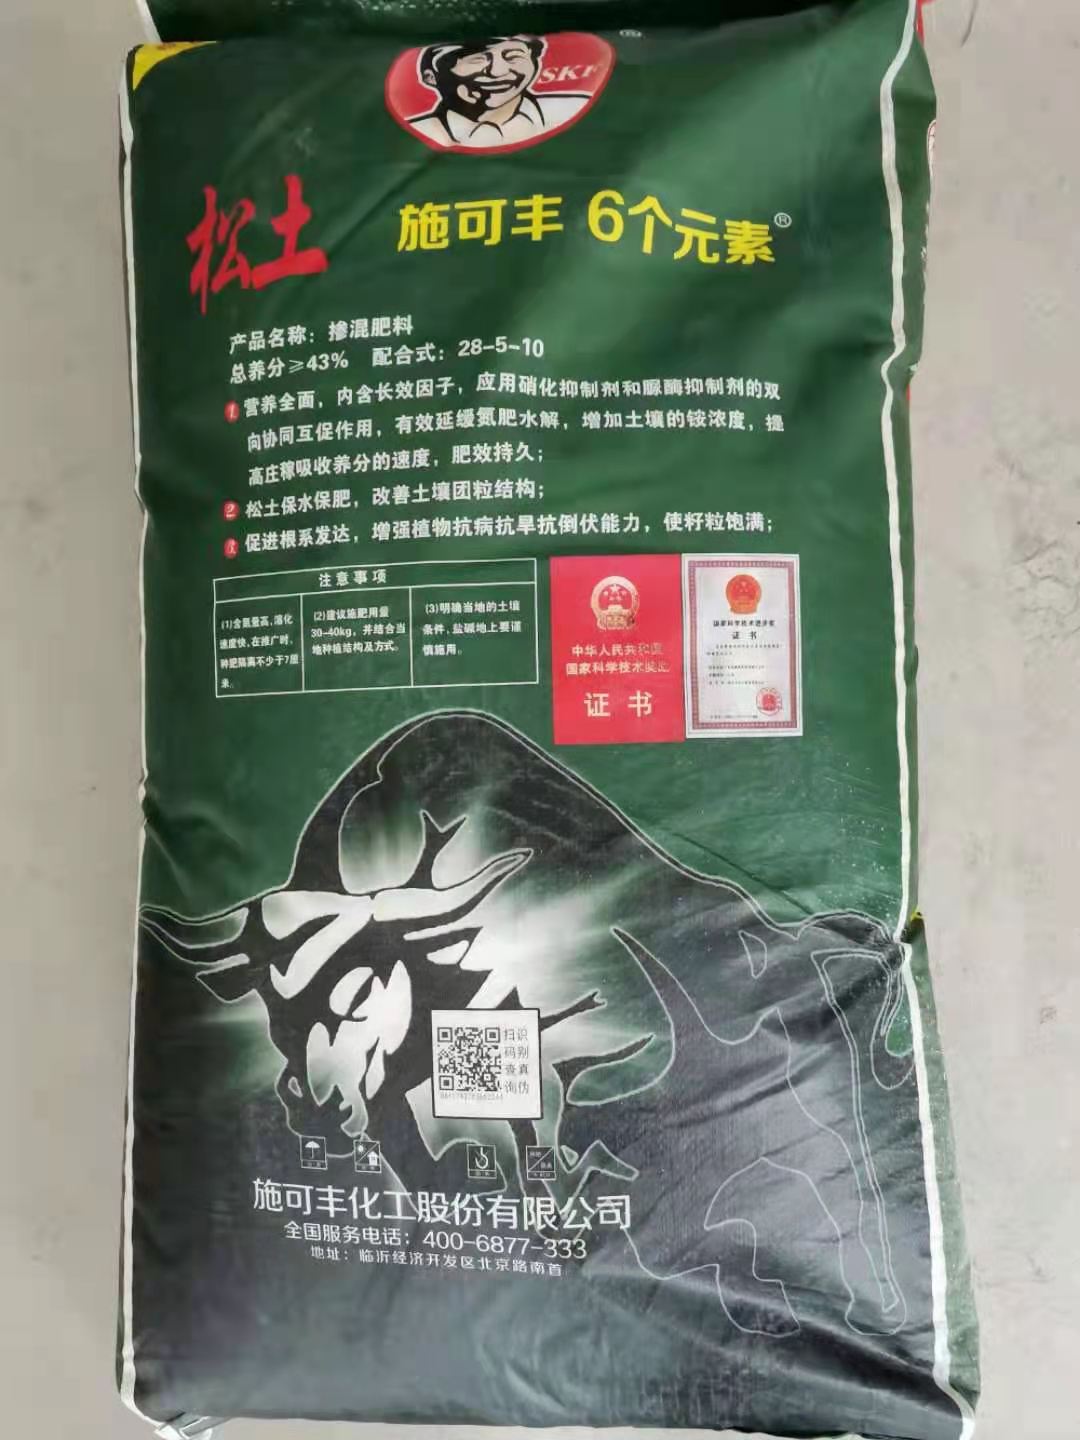 SKF
松土
施可丰 6个元素®
产品名称：掺混肥料
总养分≥43% 配合式：28-5-10
1 营养全面，内含长效因子，应用硝化抑制剂和脲酶抑制剂的双
向协同互促作用，有效延缓氮肥水解，增加土壤的铵浓度，提
高庄稼吸收养分的速度，肥效持久；
2 松土保水保肥，改善土壤团粒结构；
3 促进根系发达，增强植物抗病抗旱抗倒伏能力，使籽粒饱满；
注意事项
(1)含氮量高，溶化
速度快，在推广时，
种肥隔离不少于7厘
米。
(2)建议施肥用量
30-40kg，并结合当
地种植结构及方式。
(3)明确当地的土壤
条件，盐碱地上要谨
慎施用。
中华人民共和国
国家科学技术奖励
证书
国家科学技术进步奖
证书
扫识
码别
查真
询伪
施可丰化工股份有限公司
全国服务电话：400-6877-333
地址：临沂经济开发区北京路南首